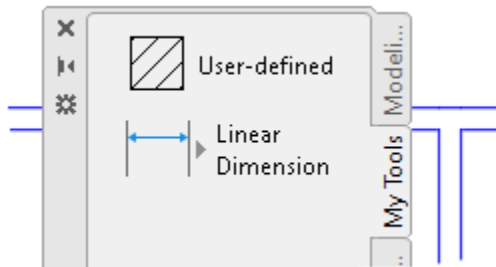 User-defined
Linear
Dimension
Modeli...
My Tools
...